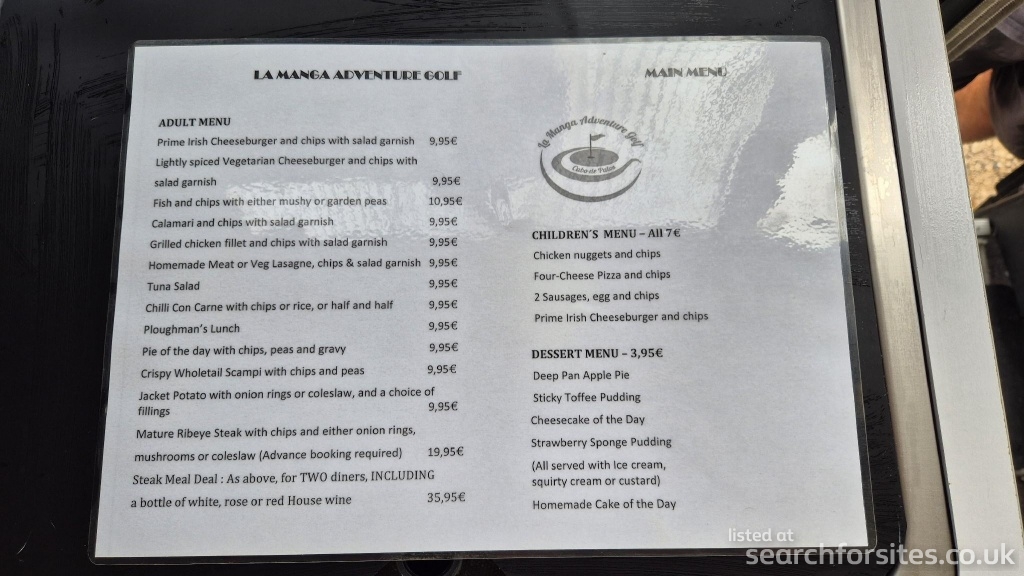 LA MANGA ADVENTURE GOLF
MAIN MENU
ADULT MENU
Prime Irish Cheeseburger and chips with salad garnish 9,95€
Lightly spiced Vegetarian Cheeseburger and chips with
salad garnish 9,95€
Fish and chips with either mushy or garden peas 10,95€
Calamari and chips with salad garnish 9,95€
Grilled chicken fillet and chips with salad garnish 9,95€
Homemade Meat or Veg Lasagne, chips & salad garnish 9,95€
Tuna Salad 9,95€
Chilli Con Carne with chips or rice, or half and half 9,95€
Ploughman's Lunch 9,95€
Pie of the day with chips, peas and gravy 9,95€
Crispy Wholetail Scampi with chips and peas 9,95€
Jacket Potato with onion rings or coleslaw, and a choice of
fillings 9,95€
Mature Ribeye Steak with chips and either onion rings,
mushrooms or coleslaw (Advance booking required) 19,95€
Steak Meal Deal : As above, for TWO diners, INCLUDING
a bottle of white, rose or red House wine 35,95€
La Manga Adventure Golf
Cabo de Palos
CHILDREN´S MENU – All 7€
Chicken nuggets and chips
Four-Cheese Pizza and chips
2 Sausages, egg and chips
Prime Irish Cheeseburger and chips
DESSERT MENU – 3,95€
Deep Pan Apple Pie
Sticky Toffee Pudding
Cheesecake of the Day
Strawberry Sponge Pudding
(All served with Ice cream,
squirty cream or custard)
Homemade Cake of the Day
listed at
searchforsites.co.uk